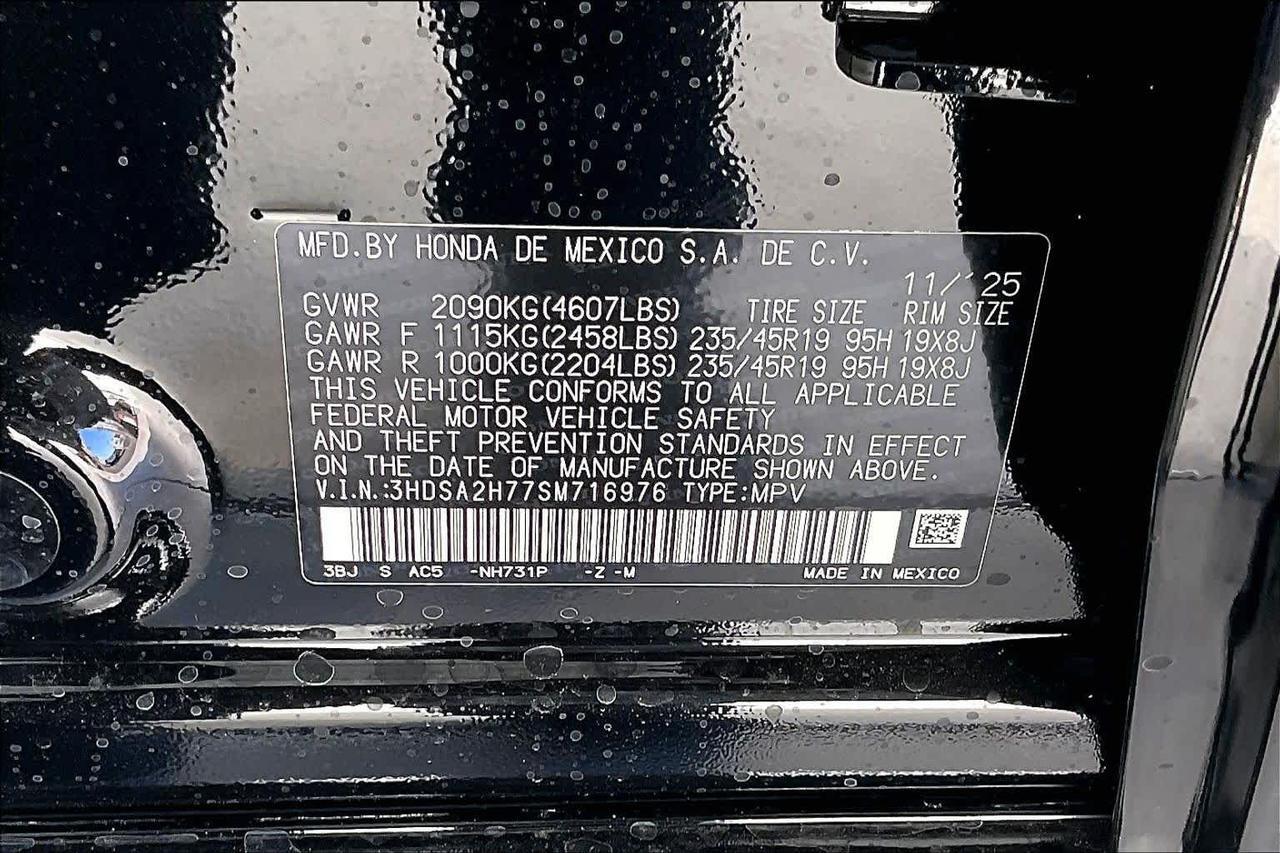 MFD.BY HONDA DE MEXICO S.A. DE C.V.
11/'25
GVWR 2090KG(4607LBS) TIRE SIZE RIM SIZE
GAWR F 1115KG(2458LBS) 235/45R19 95H 19X8J
GAWR R 1000KG(2204LBS) 235/45R19 95H 19X8J
THIS VEHICLE CONFORMS TO ALL APPLICABLE
FEDERAL MOTOR VEHICLE SAFETY
AND THEFT PREVENTION STANDARDS IN EFFECT
ON THE DATE OF MANUFACTURE SHOWN ABOVE.
V.I.N.:3HDSA2H77SM716976 TYPE:MPV
3BJ S AC5 -NH731P -Z -M MADE IN MEXICO